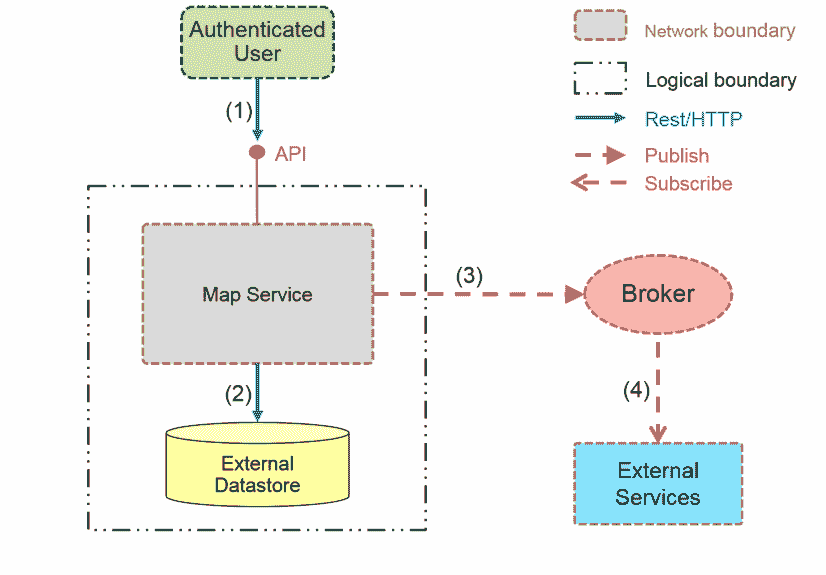 Authenticated
User
(1)
API
Map Service
(2)
External
Datastore
(3)
Broker
(4)
External
Services
Network boundary
Logical boundary
Rest/HTTP
Publish
Subscribe